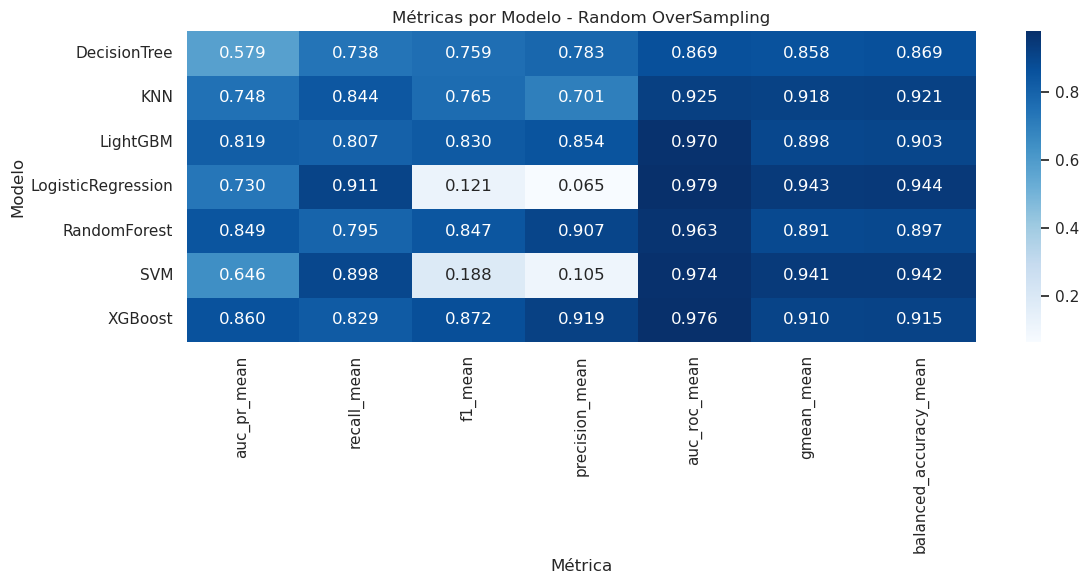 Métricas por Modelo - Random OverSampling
Modelo
DecisionTree 0.579 0.738 0.759 0.783 0.869 0.858 0.869
KNN 0.748 0.844 0.765 0.701 0.925 0.918 0.921
LightGBM 0.819 0.807 0.830 0.854 0.970 0.898 0.903
LogisticRegression 0.730 0.911 0.121 0.065 0.979 0.943 0.944
RandomForest 0.849 0.795 0.847 0.907 0.963 0.891 0.897
SVM 0.646 0.898 0.188 0.105 0.974 0.941 0.942
XGBoost 0.860 0.829 0.872 0.919 0.976 0.910 0.915
auc_pr_mean recall_mean f1_mean precision_mean auc_roc_mean gmean_mean balanced_accuracy_mean
Métrica
0.8
0.6
0.4
0.2